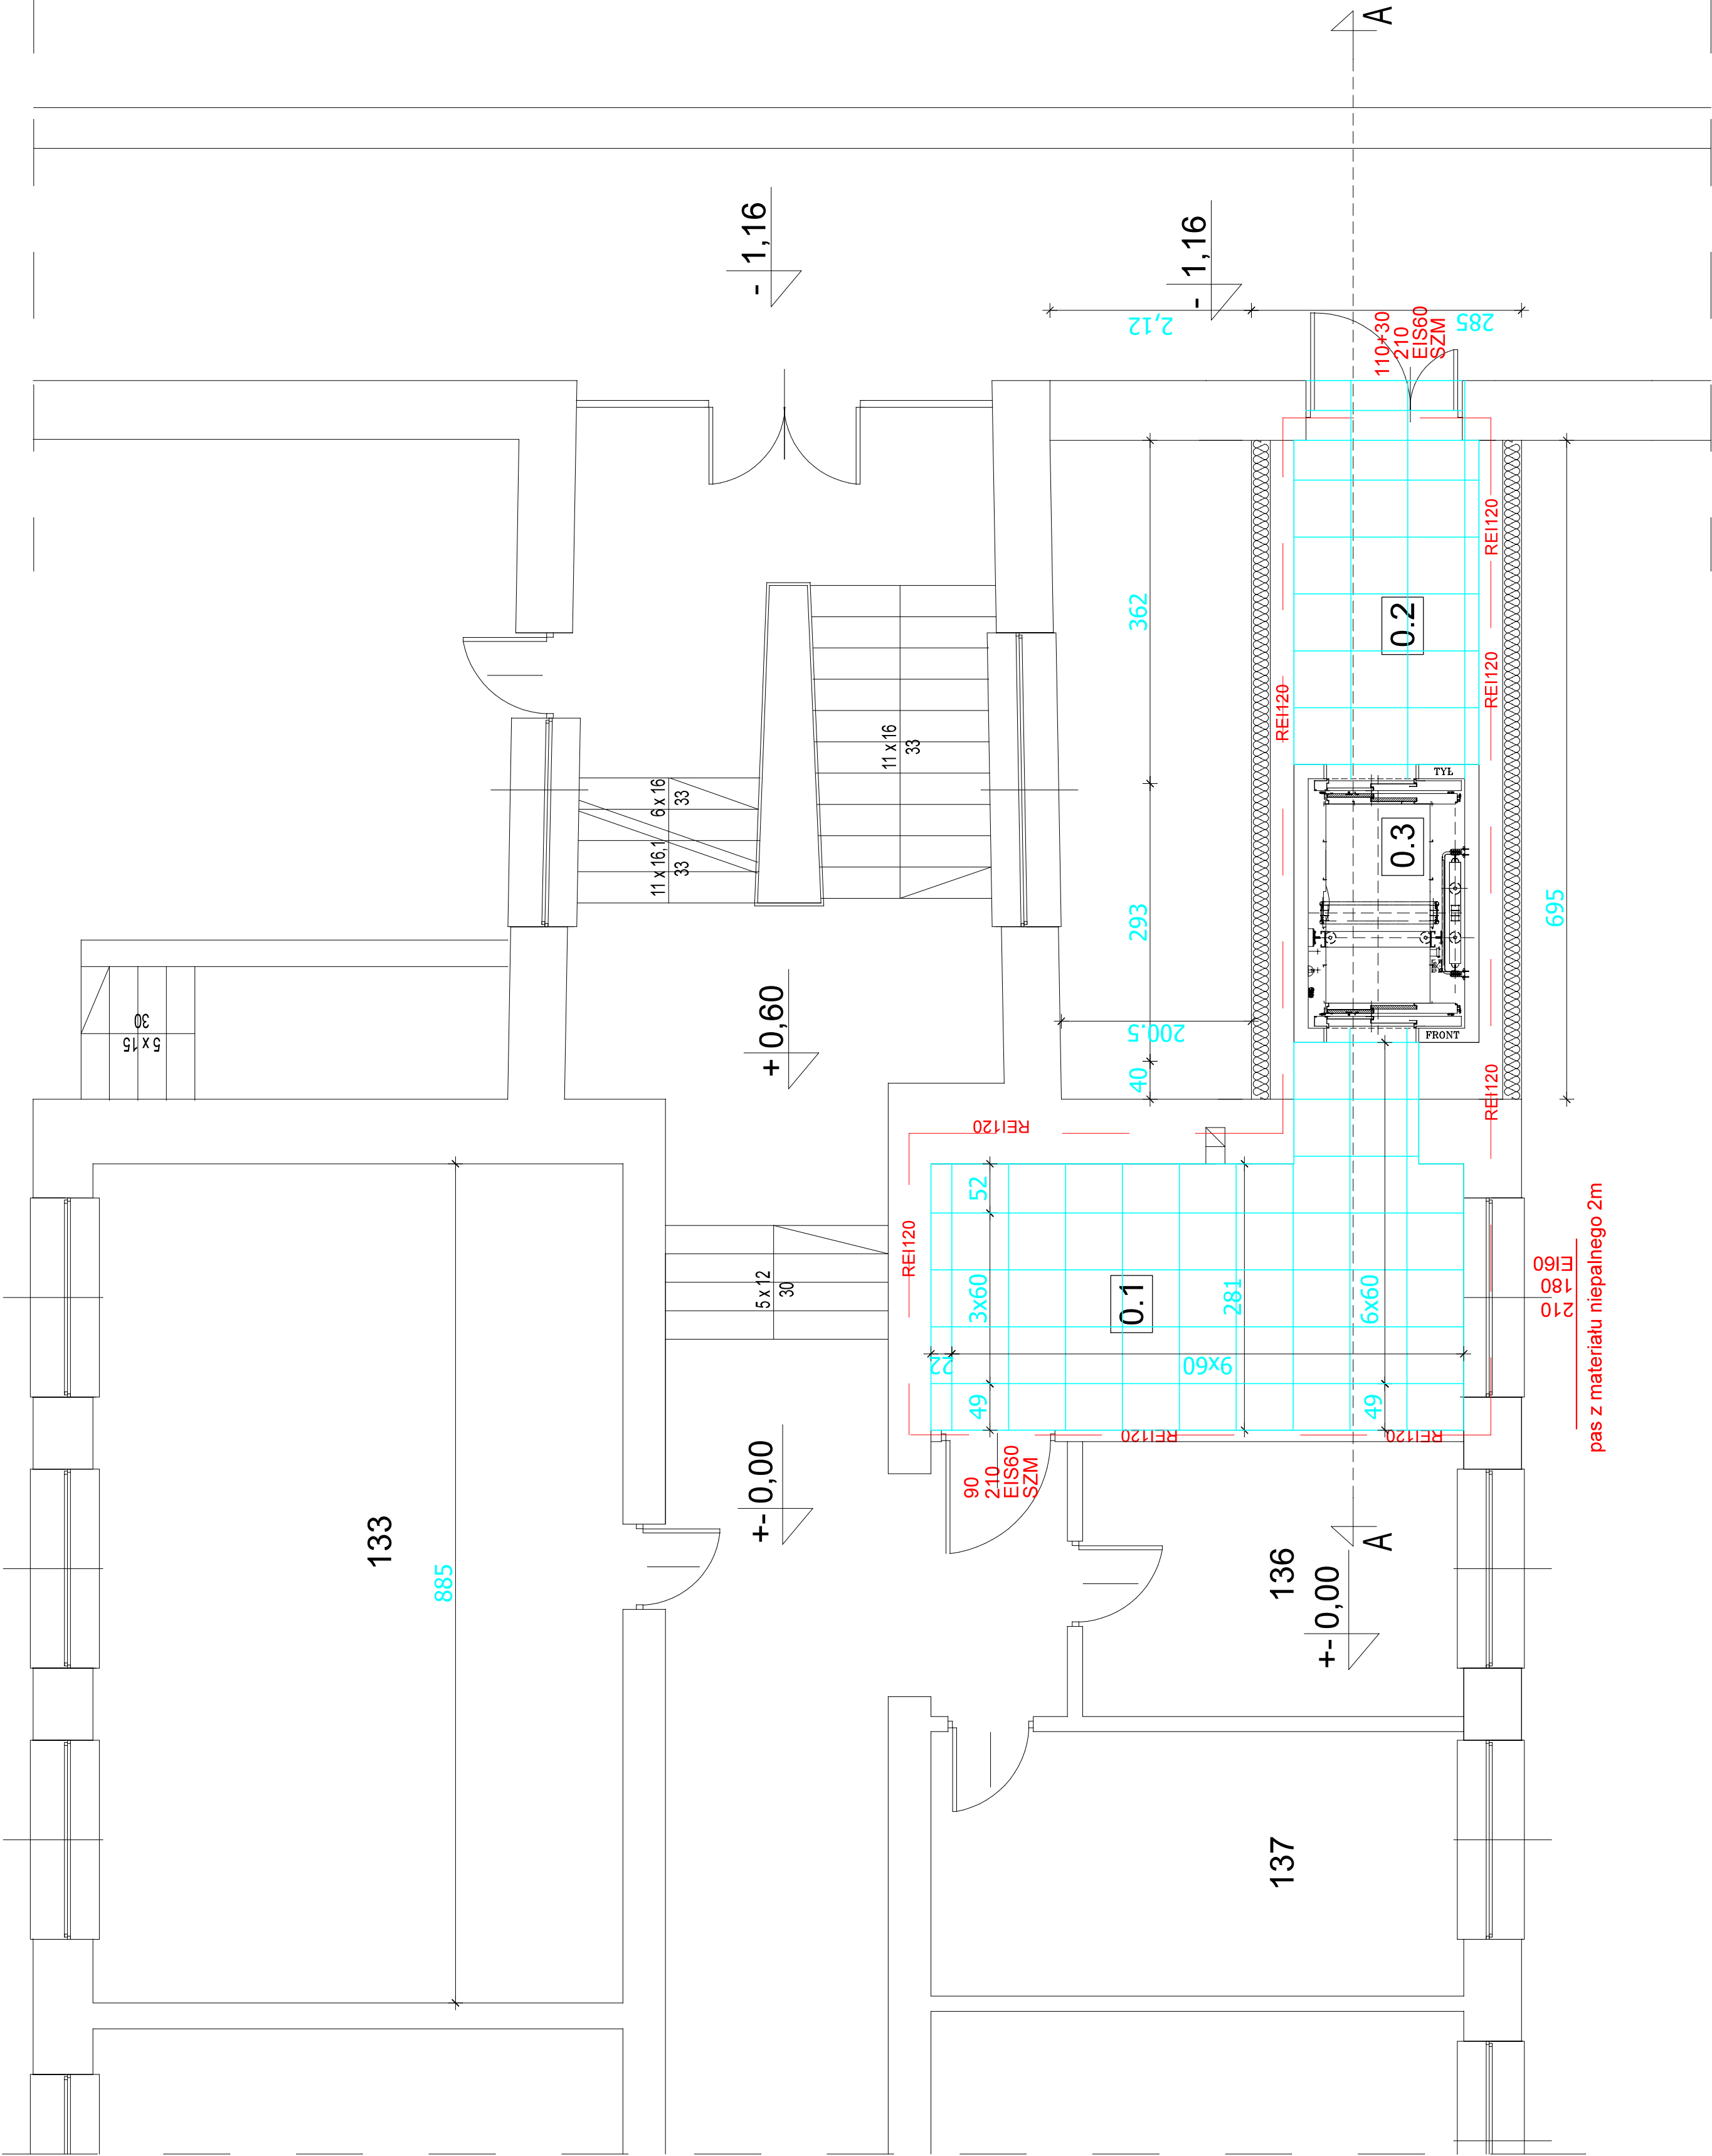 A
- 1,16
- 1,16
2,12
285
110+30
210
EIS60
SZM
REI120
362
0.2
REI120
REI120
11 x 16
33
6 x 16
33
11 x 16,1
33
TYŁ
0.3
293
695
5 x 15
30
+ 0,60
200.5
FRONT
40
REI120
REI120
52
REI120
5 x 12
30
3x60
0.1
281
6x60
EI60
180
210
pas z materiału niepalnego 2m
22
9x60
49
49
REI120
REI120
90
210
EIS60
SZM
+- 0,00
133
885
A
136
+- 0,00
137